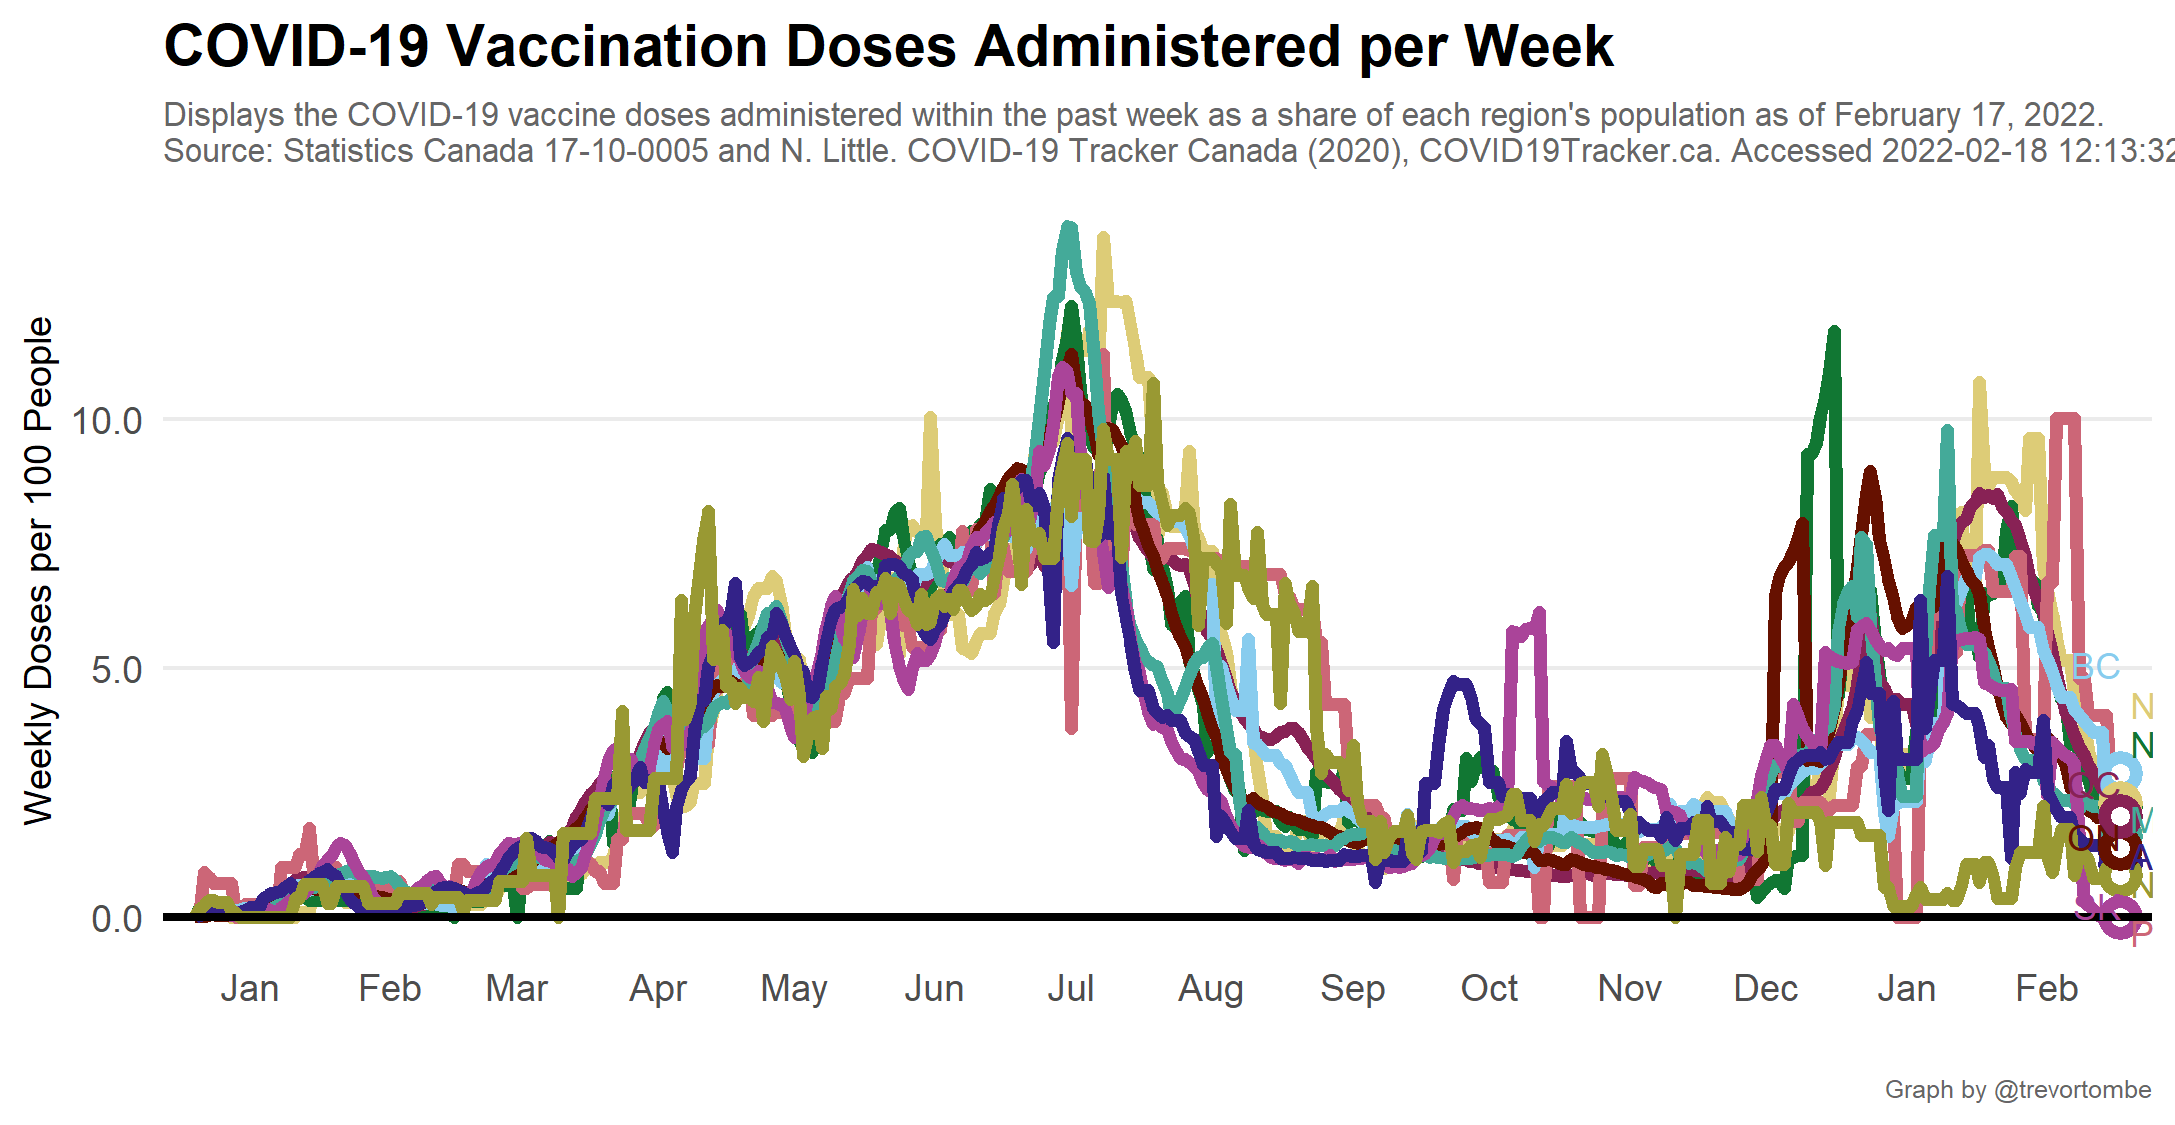 COVID-19 Vaccination Doses Administered per Week
Displays the COVID-19 vaccine doses administered within the past week as a share of each region's population as of February 17, 2022.
Source: Statistics Canada 17-10-0005 and N. Little. COVID-19 Tracker Canada (2020), COVID19Tracker.ca. Accessed 2022-02-18 12:13:32
Weekly Doses per 100 People
10.0
5.0
0.0
BC
N
N
QC
M
ON
A
N
SK
P
Jan Feb Mar Apr May Jun Jul Aug Sep Oct Nov Dec Jan Feb
Graph by @trevortombe